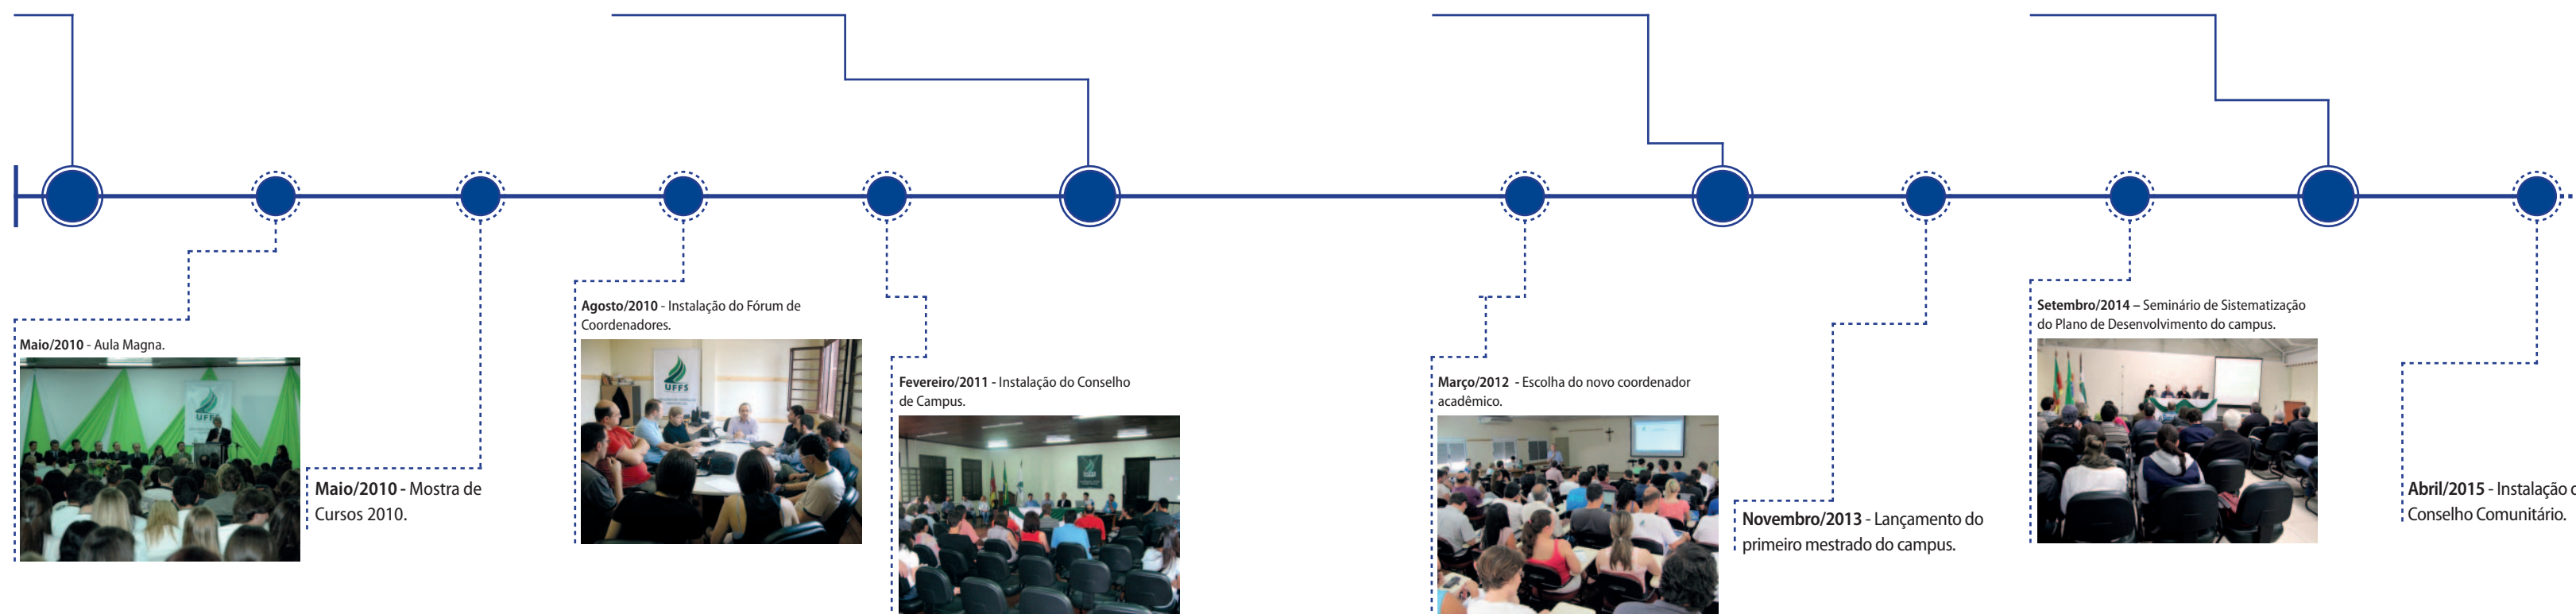 Maio/2010 - Aula Magna.
UFFS
Maio/2010 - Mostra de
Cursos 2010.
Agosto/2010 - Instalação do Fórum de
Coordenadores.
UFFS
Fevereiro/2011 - Instalação do Conselho
de Campus.
Março/2012 - Escolha do novo coordenador
acadêmico.
Novembro/2013 - Lançamento do
primeiro mestrado do campus.
Setembro/2014 – Seminário de Sistematização
do Plano de Desenvolvimento do campus.
Abril/2015 - Instalação
Conselho Comunitário.